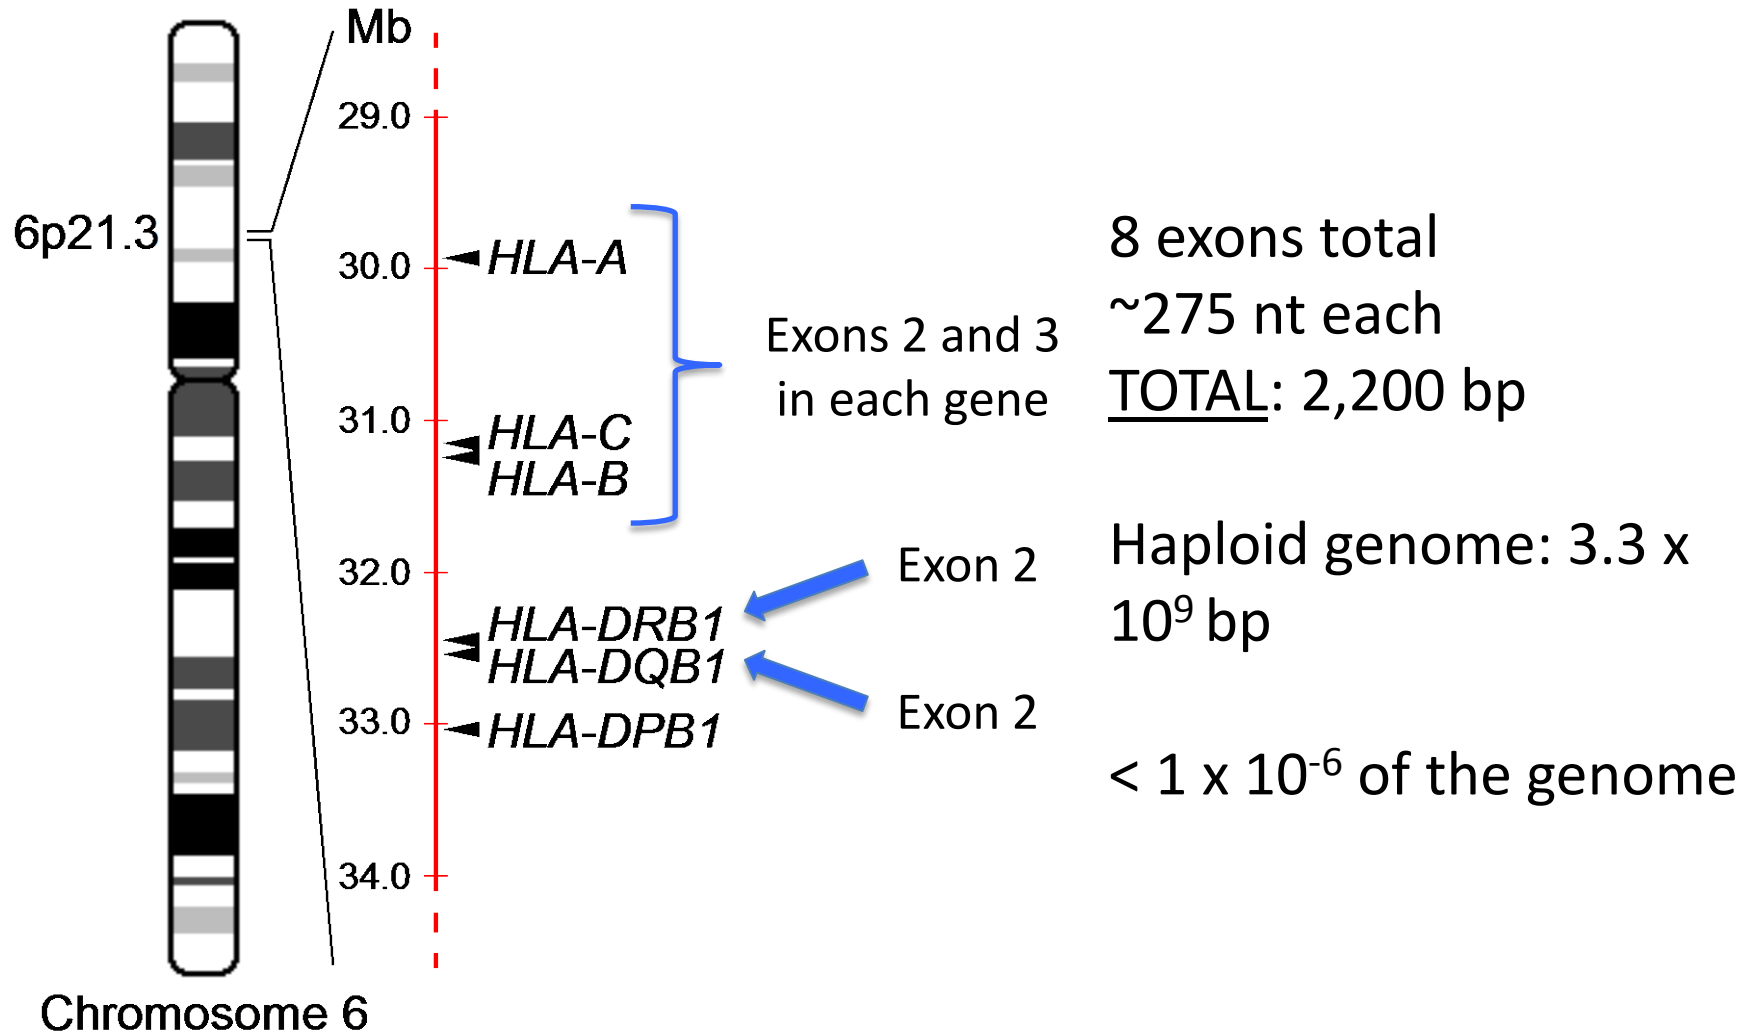 Mb
29.0
6p21.3
HLA-A
30.0
31.0
HLA-C
HLA-B
32.0
HLA-DRB1
HLA-DQB1
33.0
HLA-DPB1
34.0
Chromosome 6
Exons 2 and 3
in each gene
Exon 2
Exon 2
8 exons total
~275 nt each
TOTAL: 2,200 bp
Haploid genome: 3.3 x
10⁹ bp
< 1 x 10⁻⁶ of the genome